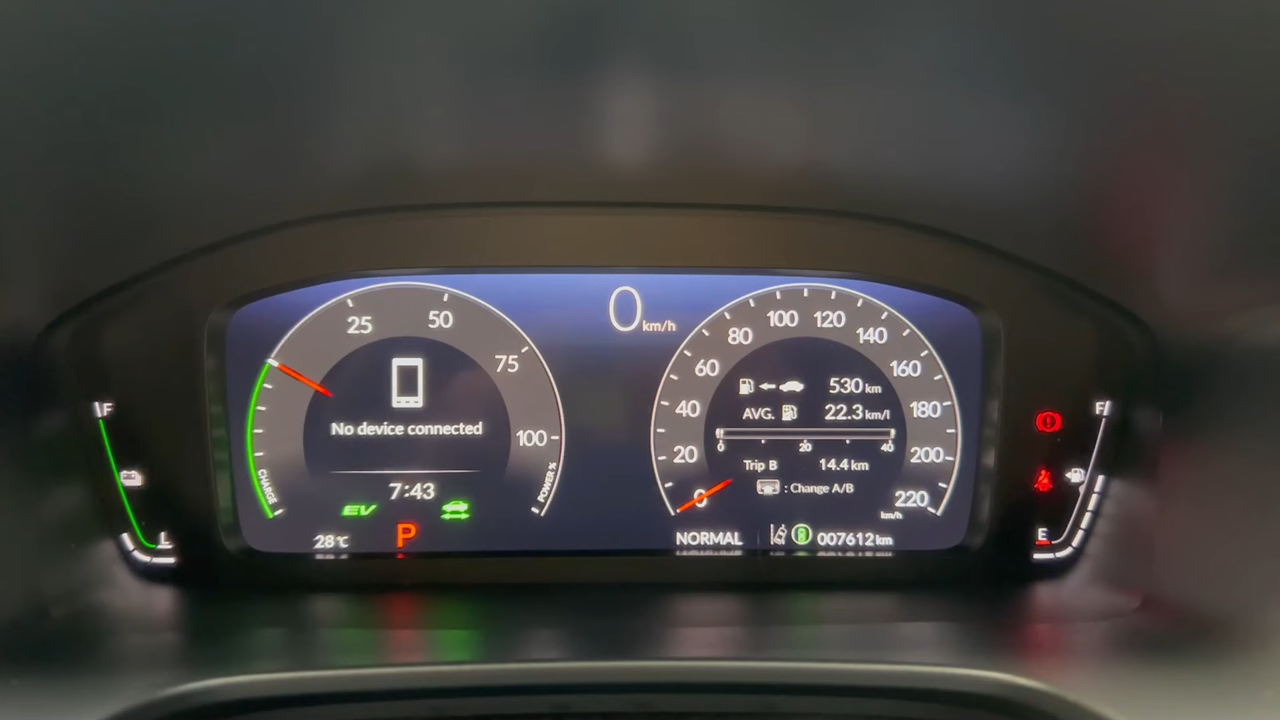 0 km/h
25
50
75
100
CHARGE
POWER %
No device connected
7:43
EV
28°C
P
F
L
0
20
40
60
80
100
120
140
160
180
200
220
km/h
530 km
AVG. 22.3 km/l
0 20 40
Trip B 14.4 km
: Change A/B
NORMAL
007612 km
F
E